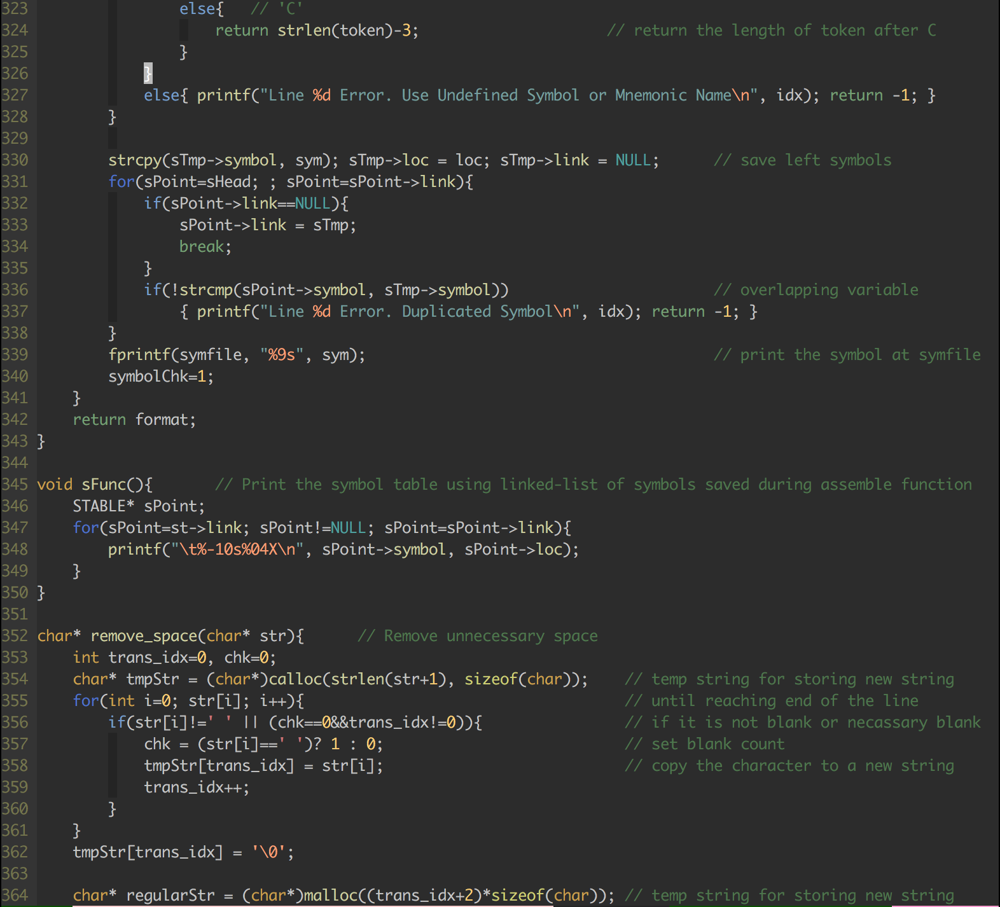 323                 else{   // 'C'
324                     return strlen(token)-3;                     // return the length of token after C
325                 }
326             }
327             else{ printf("Line %d Error. Use Undefined Symbol or Mnemonic Name\n", idx); return -1; }
328         }
329
330         strcpy(sTmp->symbol, sym); sTmp->loc = loc; sTmp->link = NULL;      // save left symbols
331         for(sPoint=sHead; ; sPoint=sPoint->link){
332             if(sPoint->link==NULL){
333                 sPoint->link = sTmp;
334                 break;
335             }
336             if(!strcmp(sPoint->symbol, sTmp->symbol))                       // overlapping variable
337                 { printf("Line %d Error. Duplicated Symbol\n", idx); return -1; }
338         }
339         fprintf(symfile, "%9s", sym);                                       // print the symbol at symfile
340         symbolChk=1;
341     }
342     return format;
343 }
344
345 void sFunc(){       // Print the symbol table using linked-list of symbols saved during assemble function
346     STABLE* sPoint;
347     for(sPoint=st->link; sPoint!=NULL; sPoint=sPoint->link){
348         printf("\t%-10s%04X\n", sPoint->symbol, sPoint->loc);
349     }
350 }
351
352 char* remove_space(char* str){      // Remove unnecessary space
353     int trans_idx=0, chk=0;
354     char* tmpStr = (char*)calloc(strlen(str+1), sizeof(char));    // temp string for storing new string
355     for(int i=0; str[i]; i++){                                    // until reaching end of the line
356         if(str[i]!=' ' || (chk==0&&trans_idx!=0)){                // if it is not blank or necassary blank
357             chk = (str[i]==' ')? 1 : 0;                           // set blank count
358             tmpStr[trans_idx] = str[i];                           // copy the character to a new string
359             trans_idx++;
360         }
361     }
362     tmpStr[trans_idx] = '\0';
363
364     char* regularStr = (char*)malloc((trans_idx+2)*sizeof(char)); // temp string for storing new string